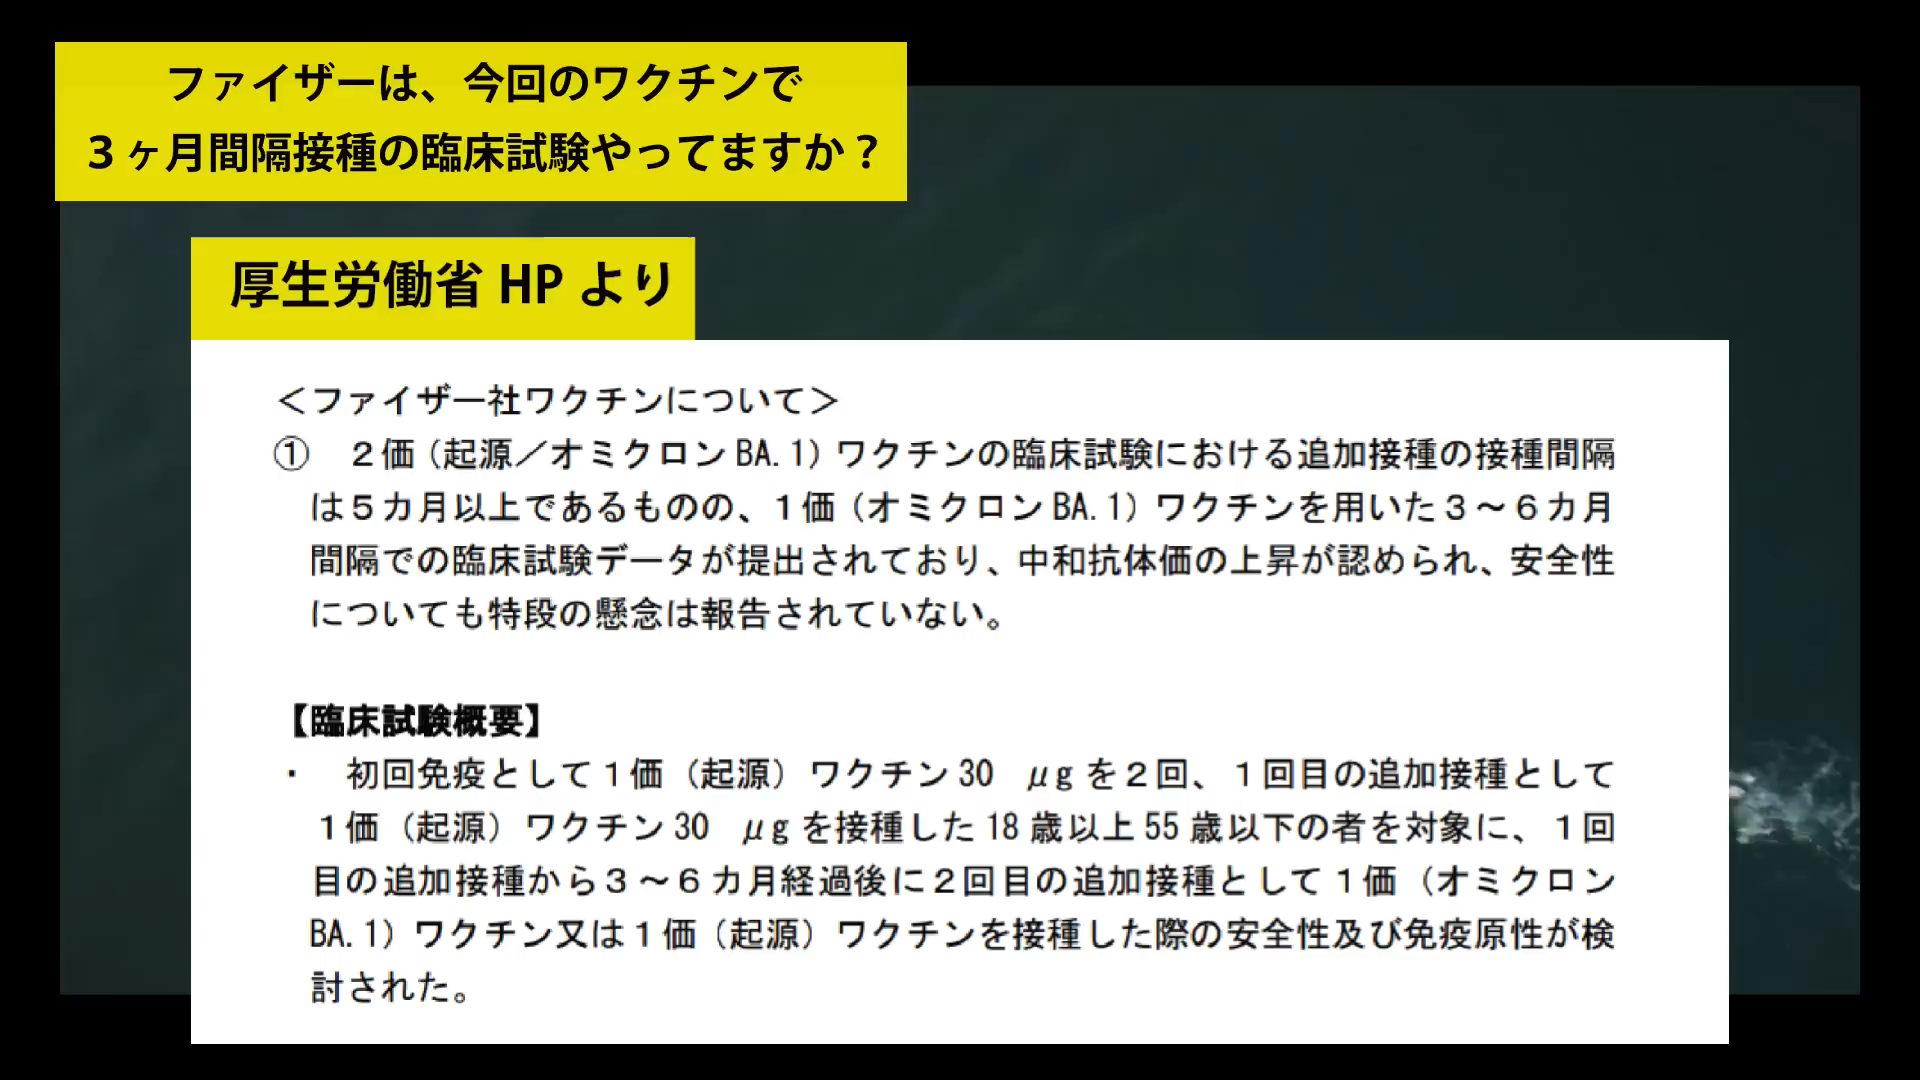 ファイザーは、今回のワクチンで
３ヶ月間隔接種の臨床試験やってますか？
厚生労働省 HP より
＜ファイザー社ワクチンについて＞
①　２価（起源／オミクロン BA.1）ワクチンの臨床試験における追加接種の接種間隔
は５カ月以上であるものの、１価（オミクロン BA.1）ワクチンを用いた３～６カ月
間隔での臨床試験データが提出されており、中和抗体価の上昇が認められ、安全性
についても特段の懸念は報告されていない。
【臨床試験概要】
・　初回免疫として１価（起源）ワクチン 30　μg を２回、１回目の追加接種として
１価（起源）ワクチン 30　μg を接種した 18 歳以上 55 歳以下の者を対象に、１回
目の追加接種から３～６カ月経過後に２回目の追加接種として１価（オミクロン
BA.1）ワクチン又は１価（起源）ワクチンを接種した際の安全性及び免疫原性が検
討された。